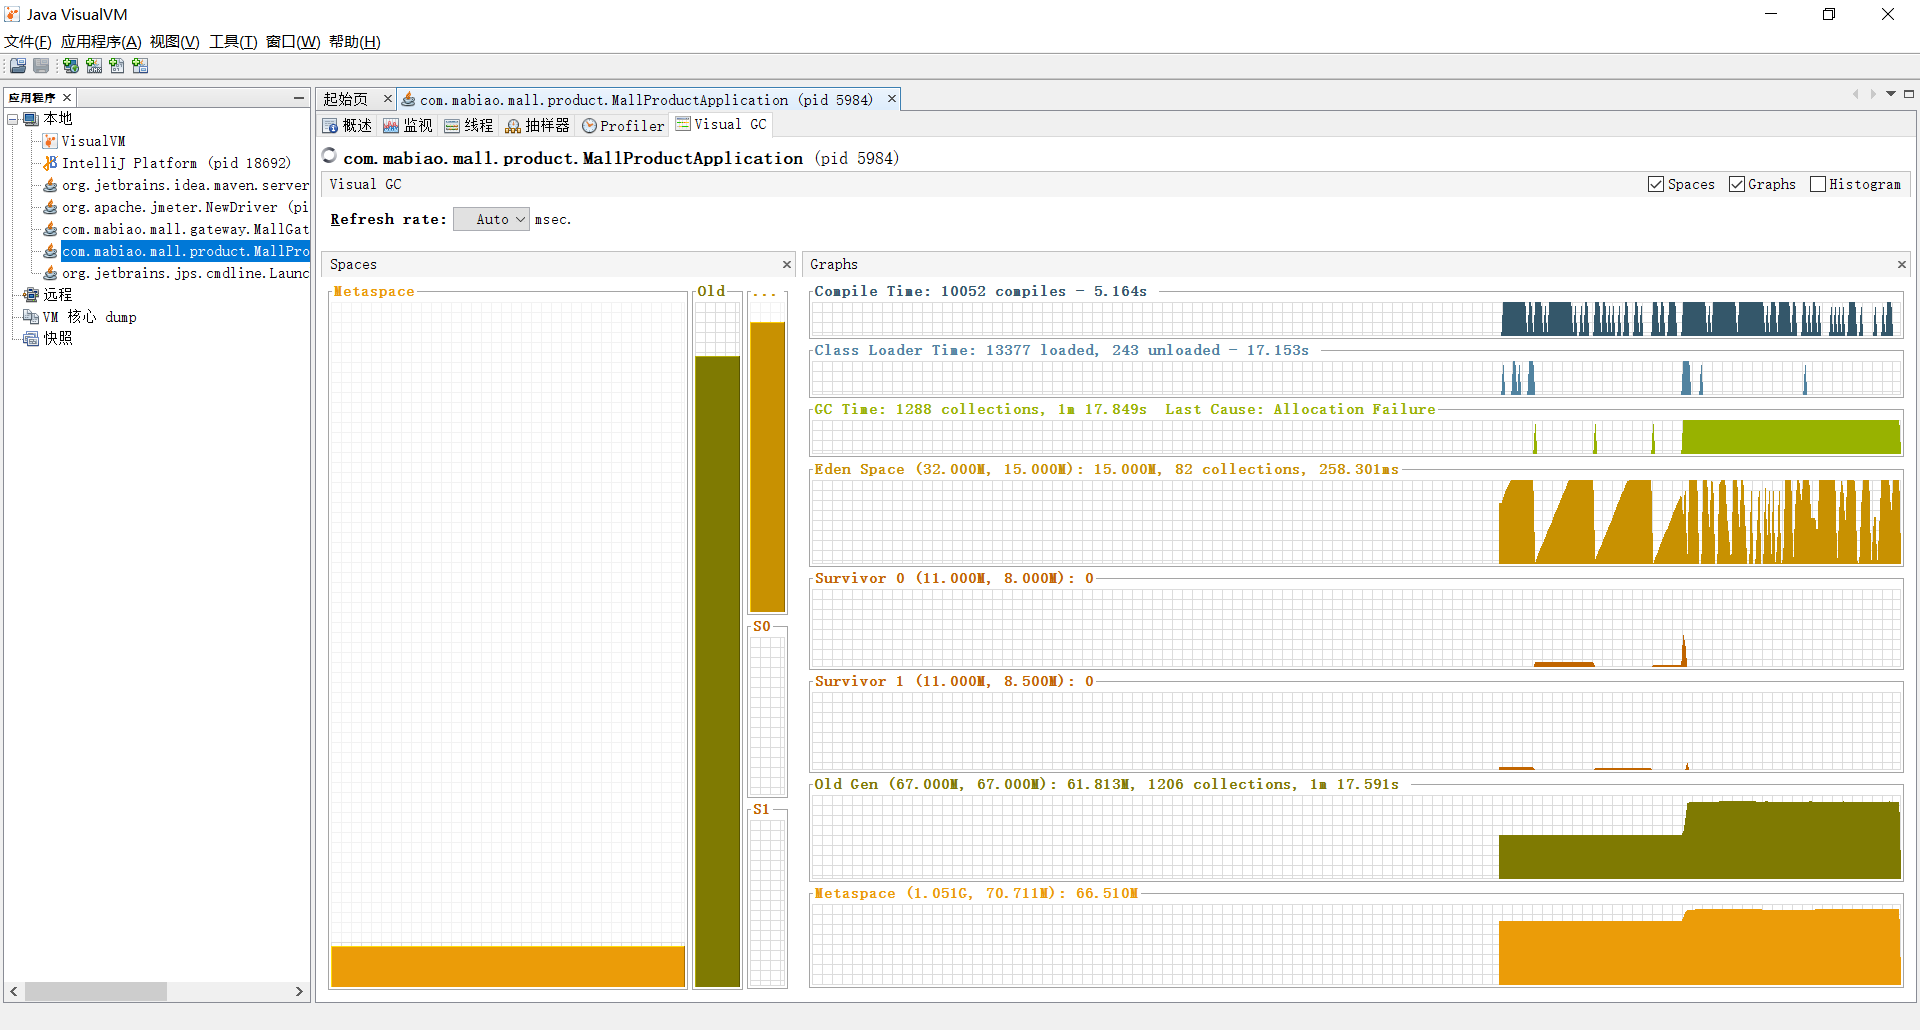 Java VisualVM
文件(F) 应用程序(A) 视图(V) 工具(T) 窗口(W) 帮助(H)
应用程序
本地
VisualVM
IntelliJ Platform (pid 18692)
org.jetbrains.idea.maven.server
org.apache.jmeter.NewDriver (pi
com.mabiao.mall.gateway.MallGat
com.mabiao.mall.product.MallPro
org.jetbrains.jps.cmdline.Launc
远程
VM 核心 dump
快照
起始页 com.mabiao.mall.product.MallProductApplication (pid 5984)
概述 监视 线程 抽样器 Profiler Visual GC
com.mabiao.mall.product.MallProductApplication (pid 5984)
Visual GC Spaces Graphs Histogram
Refresh rate: Auto msec.
Spaces
Metaspace Old ...
S0
S1
Graphs
Compile Time: 10052 compiles - 5.164s
Class Loader Time: 13377 loaded, 243 unloaded - 17.153s
GC Time: 1288 collections, 1m 17.849s Last Cause: Allocation Failure
Eden Space (32.000M, 15.000M): 15.000M, 82 collections, 258.301ms
Survivor 0 (11.000M, 8.000M): 0
Survivor 1 (11.000M, 8.500M): 0
Old Gen (67.000M, 67.000M): 61.813M, 1206 collections, 1m 17.591s
Metaspace (1.051G, 70.711M): 66.510M